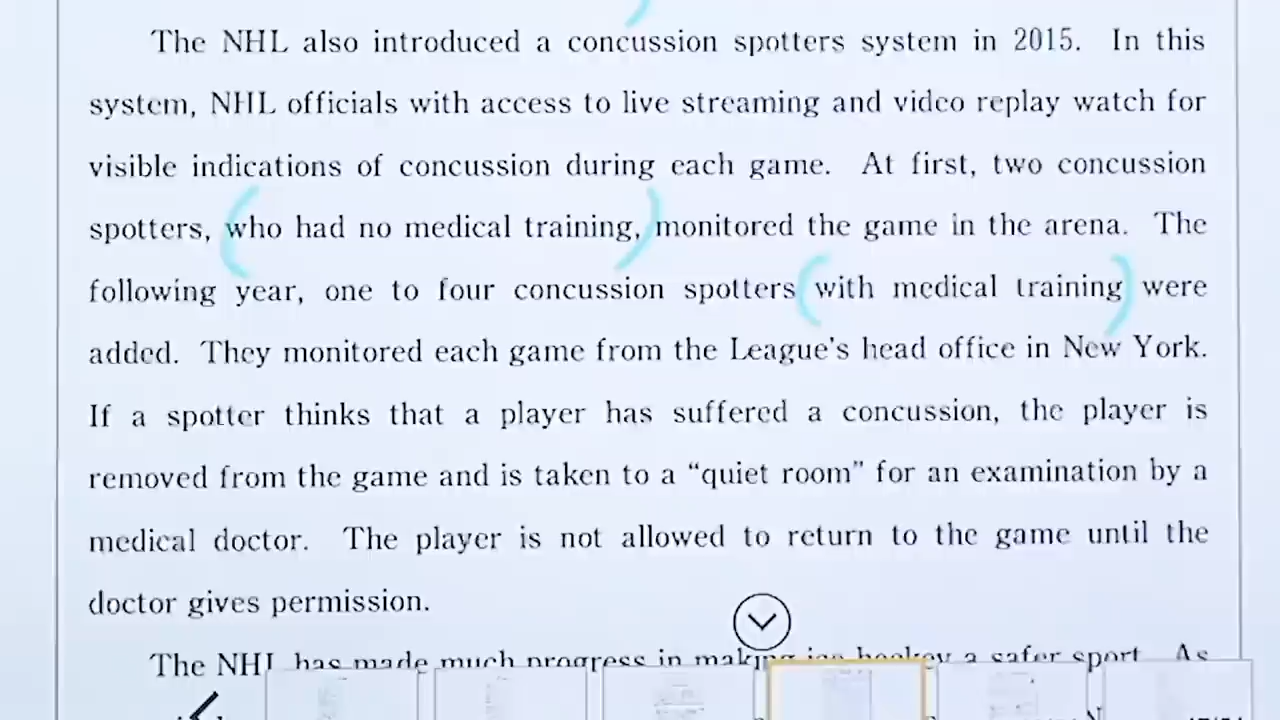 The NHL also introduced a concussion spotters system in 2015. In this
system, NHL officials with access to live streaming and video replay watch for
visible indications of concussion during each game. At first, two concussion
spotters, who had no medical training, monitored the game in the arena. The
following year, one to four concussion spotters with medical training were
added. They monitored each game from the League's head office in New York.
If a spotter thinks that a player has suffered a concussion, the player is
removed from the game and is taken to a “quiet room” for an examination by a
medical doctor. The player is not allowed to return to the game until the
doctor gives permission.
The NHL has made much progress in making ice hockey a safer sport. As